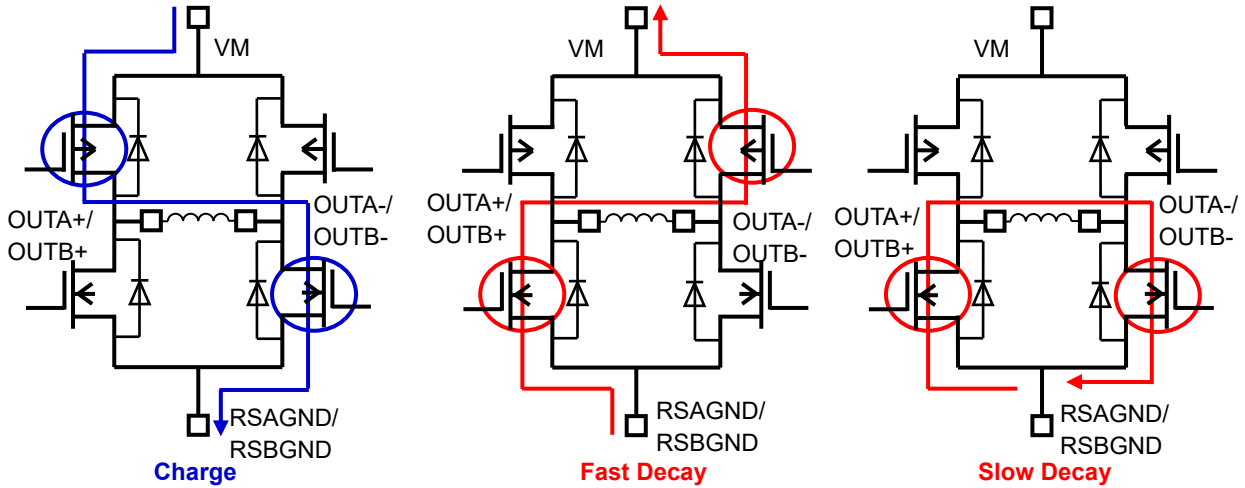 VM
OUTA+/
OUTB+
OUTA-/
OUTB-
RSAGND/
RSBGND
Charge
VM
OUTA+/
OUTB+
OUTA-/
OUTB-
RSAGND/
RSBGND
Fast Decay
VM
OUTA+/
OUTB+
OUTA-/
OUTB-
RSAGND/
RSBGND
Slow Decay